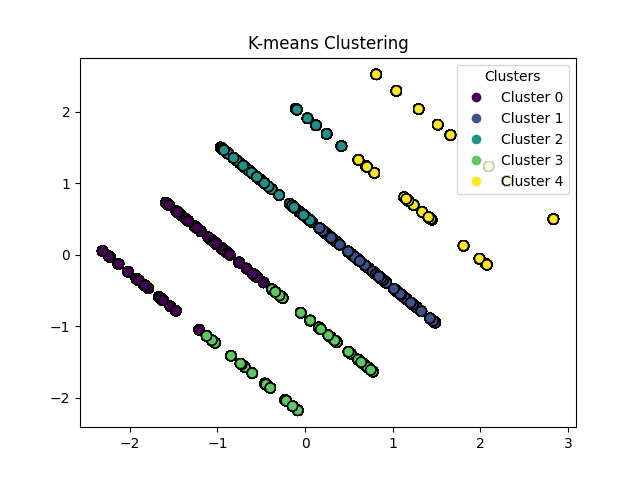 K-means Clustering
Clusters
Cluster 0
Cluster 1
Cluster 2
Cluster 3
Cluster 4
2
1
0
−1
−2
−2
−1
0
1
2
3